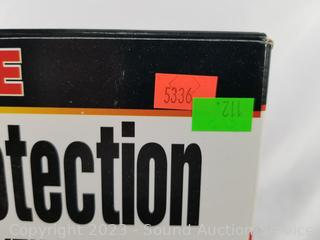 E
5336
112.
otection
Copyright 2023 - Sound Auction Service